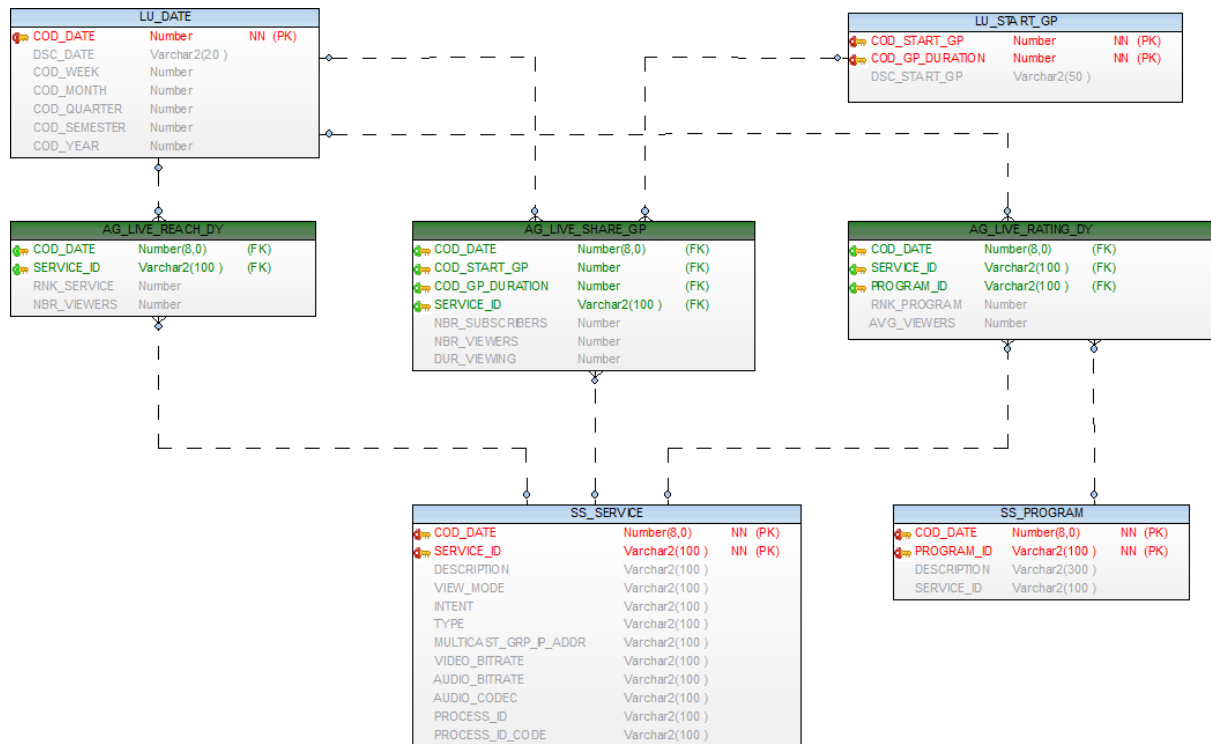 LU_DATE
COD_DATE Number NN (PK)
DSC_DATE Varchar2(20 )
COD_WEEK Number
COD_MONTH Number
COD_QUARTER Number
COD_SEMESTER Number
COD_YEAR Number
LU_START_GP
COD_START_GP Number NN (PK)
COD_GP_DURATION Number NN (PK)
DSC_START_GP Varchar2(50 )
AG_LIVE_REACH_DY
COD_DATE Number(8,0) (FK)
SERVICE_ID Varchar2(100 ) (FK)
RNK_SERVICE Number
NBR_VIEWERS Number
AG_LIVE_SHARE_GP
COD_DATE Number(8,0) (FK)
COD_START_GP Number (FK)
COD_GP_DURATION Number (FK)
SERVICE_ID Varchar2(100 ) (FK)
NBR_SUBSCRIBERS Number
NBR_VIEWERS Number
DUR_VIEWING Number
AG_LIVE_RATING_DY
COD_DATE Number(8,0) (FK)
SERVICE_ID Varchar2(100 ) (FK)
PROGRAM_ID Varchar2(100 ) (FK)
RNK_PROGRAM Number
AVG_VIEWERS Number
SS_SERVICE
COD_DATE Number(8,0) NN (PK)
SERVICE_ID Varchar2(100 ) NN (PK)
DESCRIPTION Varchar2(100 )
VIEW_MODE Varchar2(100 )
INTENT Varchar2(100 )
TYPE Varchar2(100 )
MULTICAST_GRP_IP_ADDR Varchar2(100 )
VIDEO_BITRATE Varchar2(100 )
AUDIO_BITRATE Varchar2(100 )
AUDIO_CODEC Varchar2(100 )
PROCESS_ID Varchar2(100 )
PROCESS_ID_CODE Varchar2(100 )
SS_PROGRAM
COD_DATE Number(8,0) NN (PK)
PROGRAM_ID Varchar2(100 ) NN (PK)
DESCRIPTION Varchar2(300 )
SERVICE_ID Varchar2(100 )